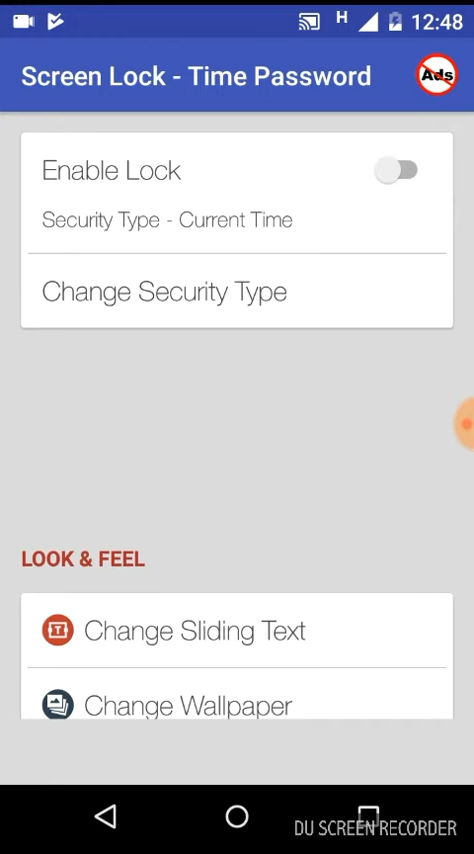 H 12:48
Screen Lock - Time Password
Ads
Enable Lock
Security Type - Current Time
Change Security Type
LOOK & FEEL
T
Change Sliding Text
Change Wallpaper
DU SCREEN RECORDER